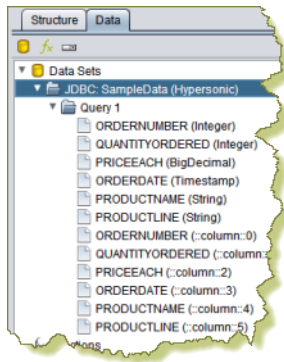 Structure Data
fx
Data Sets
JDBC: SampleData (Hypersonic)
Query 1
ORDERNUMBER (Integer)
QUANTITYORDERED (Integer)
PRICEEACH (BigDecimal)
ORDERDATE (Timestamp)
PRODUCTNAME (String)
PRODUCTLINE (String)
ORDERNUMBER (::column::0)
QUANTITYORDERED (::column:
PRICEEACH (::column::2)
ORDERDATE (::column::3)
PRODUCTNAME (::column::4)
PRODUCTLINE (::column::5)